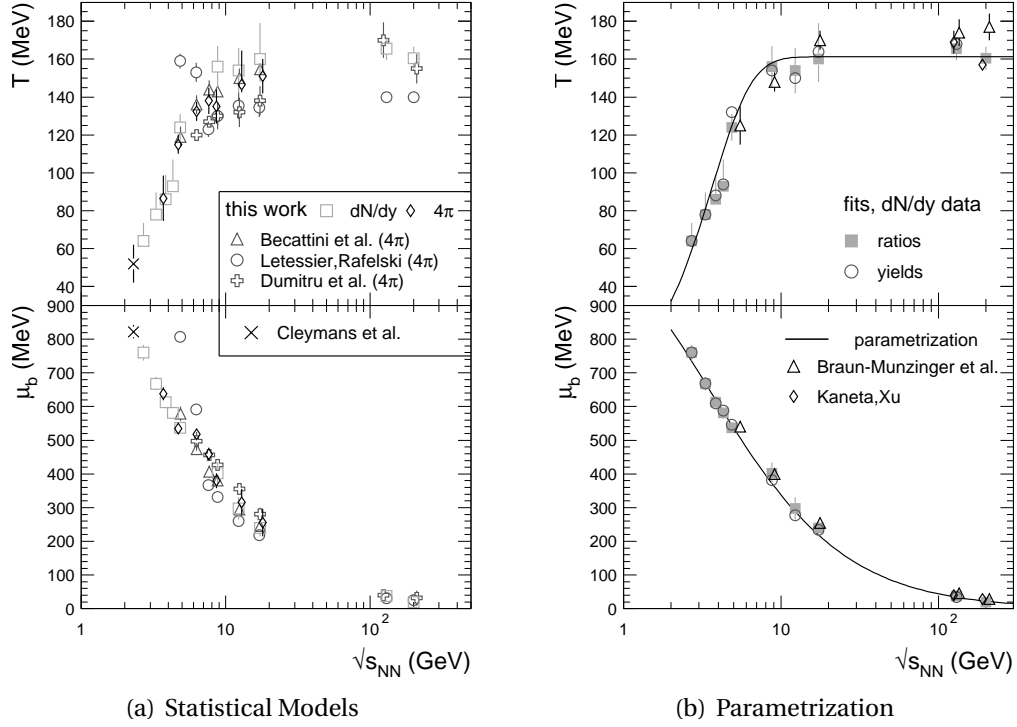 T (MeV)
180
160
140
120
100
80
60
40
this work dN/dy 4π
Becattini et al. (4π)
Letessier,Rafelski (4π)
Dumitru et al. (4π)
Cleymans et al.
μb (MeV)
900
800
700
600
500
400
300
200
100
0
1 10 10²
√sNN (GeV)
(a) Statistical Models
T (MeV)
180
160
140
120
100
80
60
40
fits, dN/dy data
ratios
yields
μb (MeV)
900
800
700
600
500
400
300
200
100
0
parametrization
Braun-Munzinger et al.
Kaneta,Xu
1 10 10²
√sNN (GeV)
(b) Parametrization